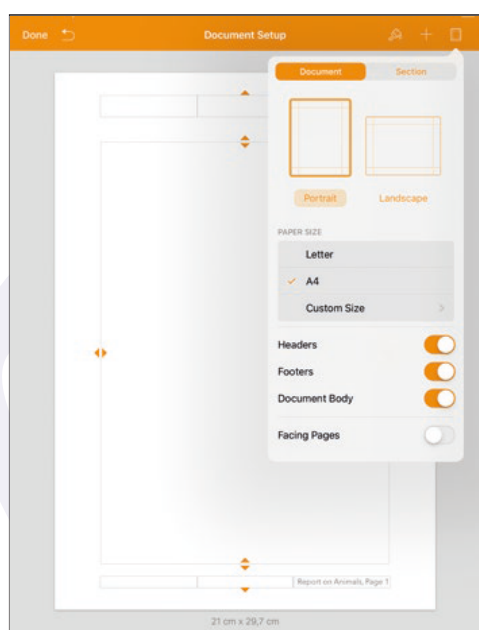 Done
Document Setup
Document
Section
Portrait
Landscape
PAPER SIZE
Letter
A4
Custom Size
Headers
Footers
Document Body
Facing Pages
Report on Animals, Page 1
21 cm x 29,7 cm